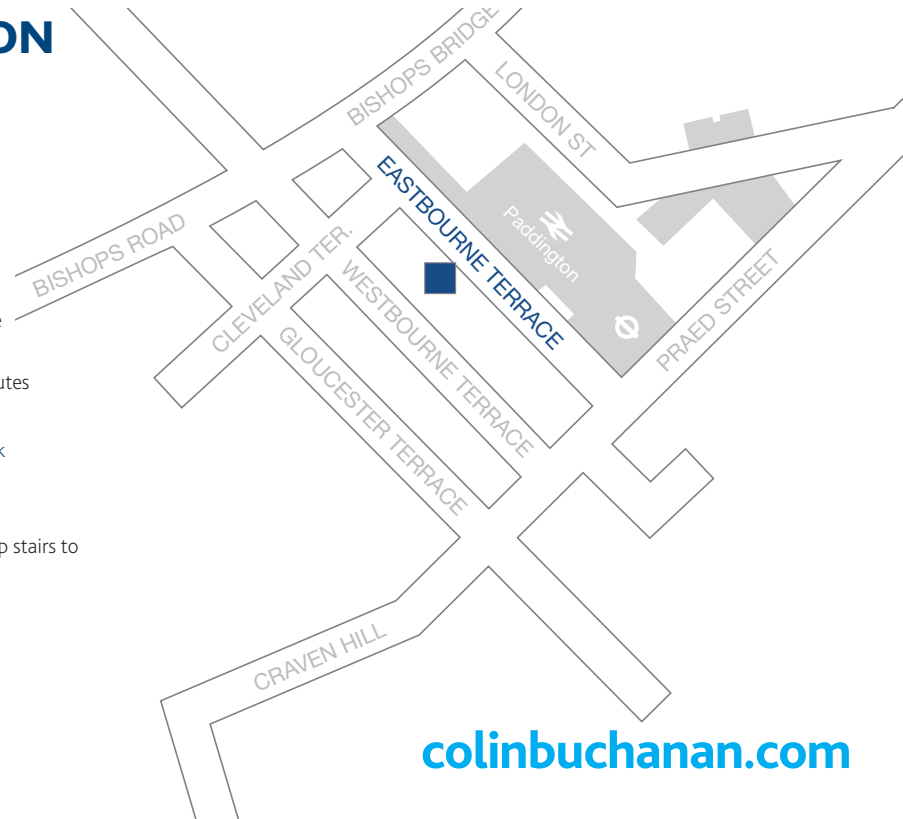 ON
BISHOPS BRIDGE
LONDON ST
EASTBOURNE TERRACE
Paddington
BISHOPS ROAD
CLEVELAND TER.
WESTBOURNE TERRACE
GLOUCESTER TERRACE
PRAED STREET
utes
p stairs to
CRAVEN HILL
colinbuchanan.com